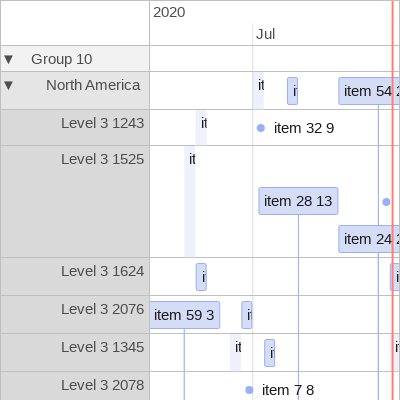 2020
Jul
▼ Group 10
▼ North America
it
i
item 54 2
Level 3 1243
it
item 32 9
Level 3 1525
it
item 28 13
item 24 2
Level 3 1624
i
i
Level 3 2076
item 59 3
it
Level 3 1345
it
it
i
Level 3 2078
item 7 8